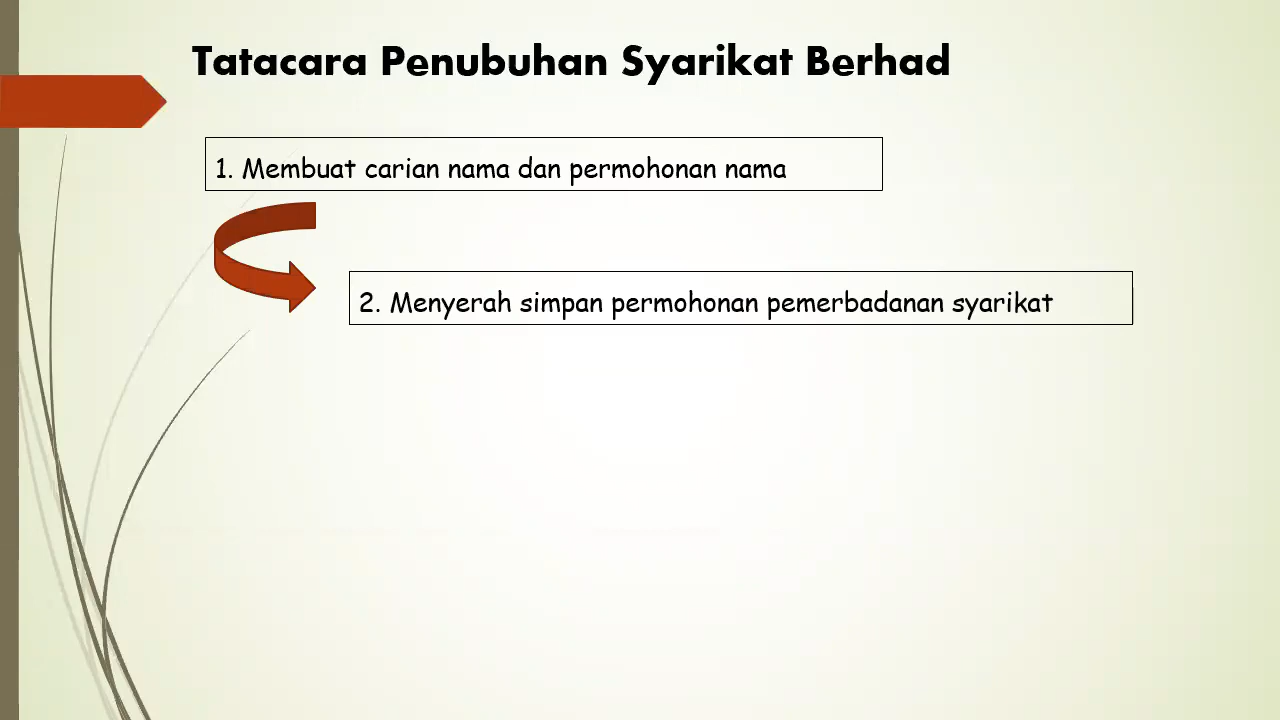 Tatacara Penubuhan Syarikat Berhad
1. Membuat carian nama dan permohonan nama
2. Menyerah simpan permohonan pemerbadanan syarikat